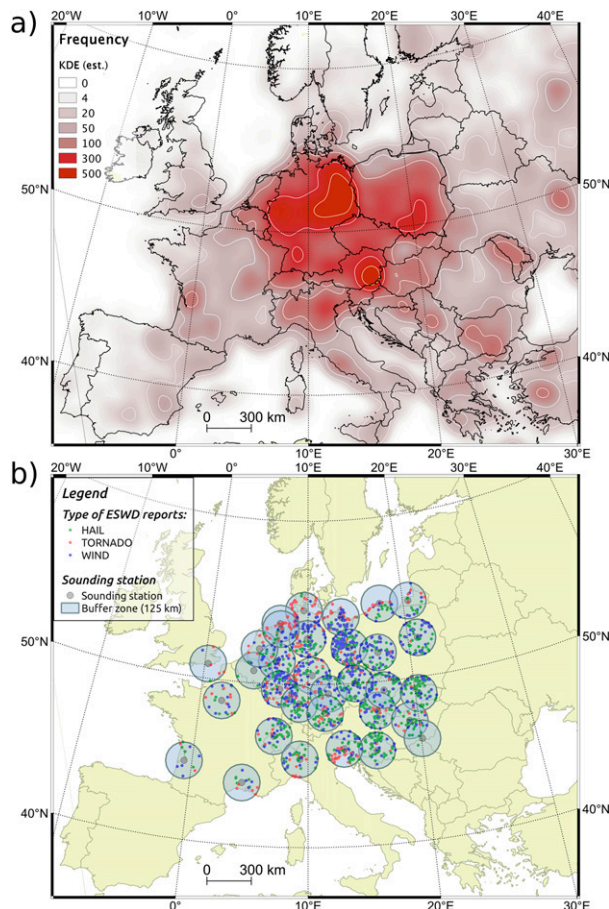 a)
20°W 10°W 0°E 10°E 20°E 30°E 40°E
Frequency
KDE (est.)
0
4
20
50
100
300
500
50°N
50°N
40°N
40°N
0 300 km
0°E 10°E 20°E 30°E
b)
20°W 10°W 0°E 10°E 20°E 30°E 40°E
Legend
Type of ESWD reports:
HAIL
TORNADO
WIND
Sounding station
Sounding station
Buffer zone (125 km)
50°N
50°N
40°N
40°N
0 300 km
0°E 10°E 20°E 30°E